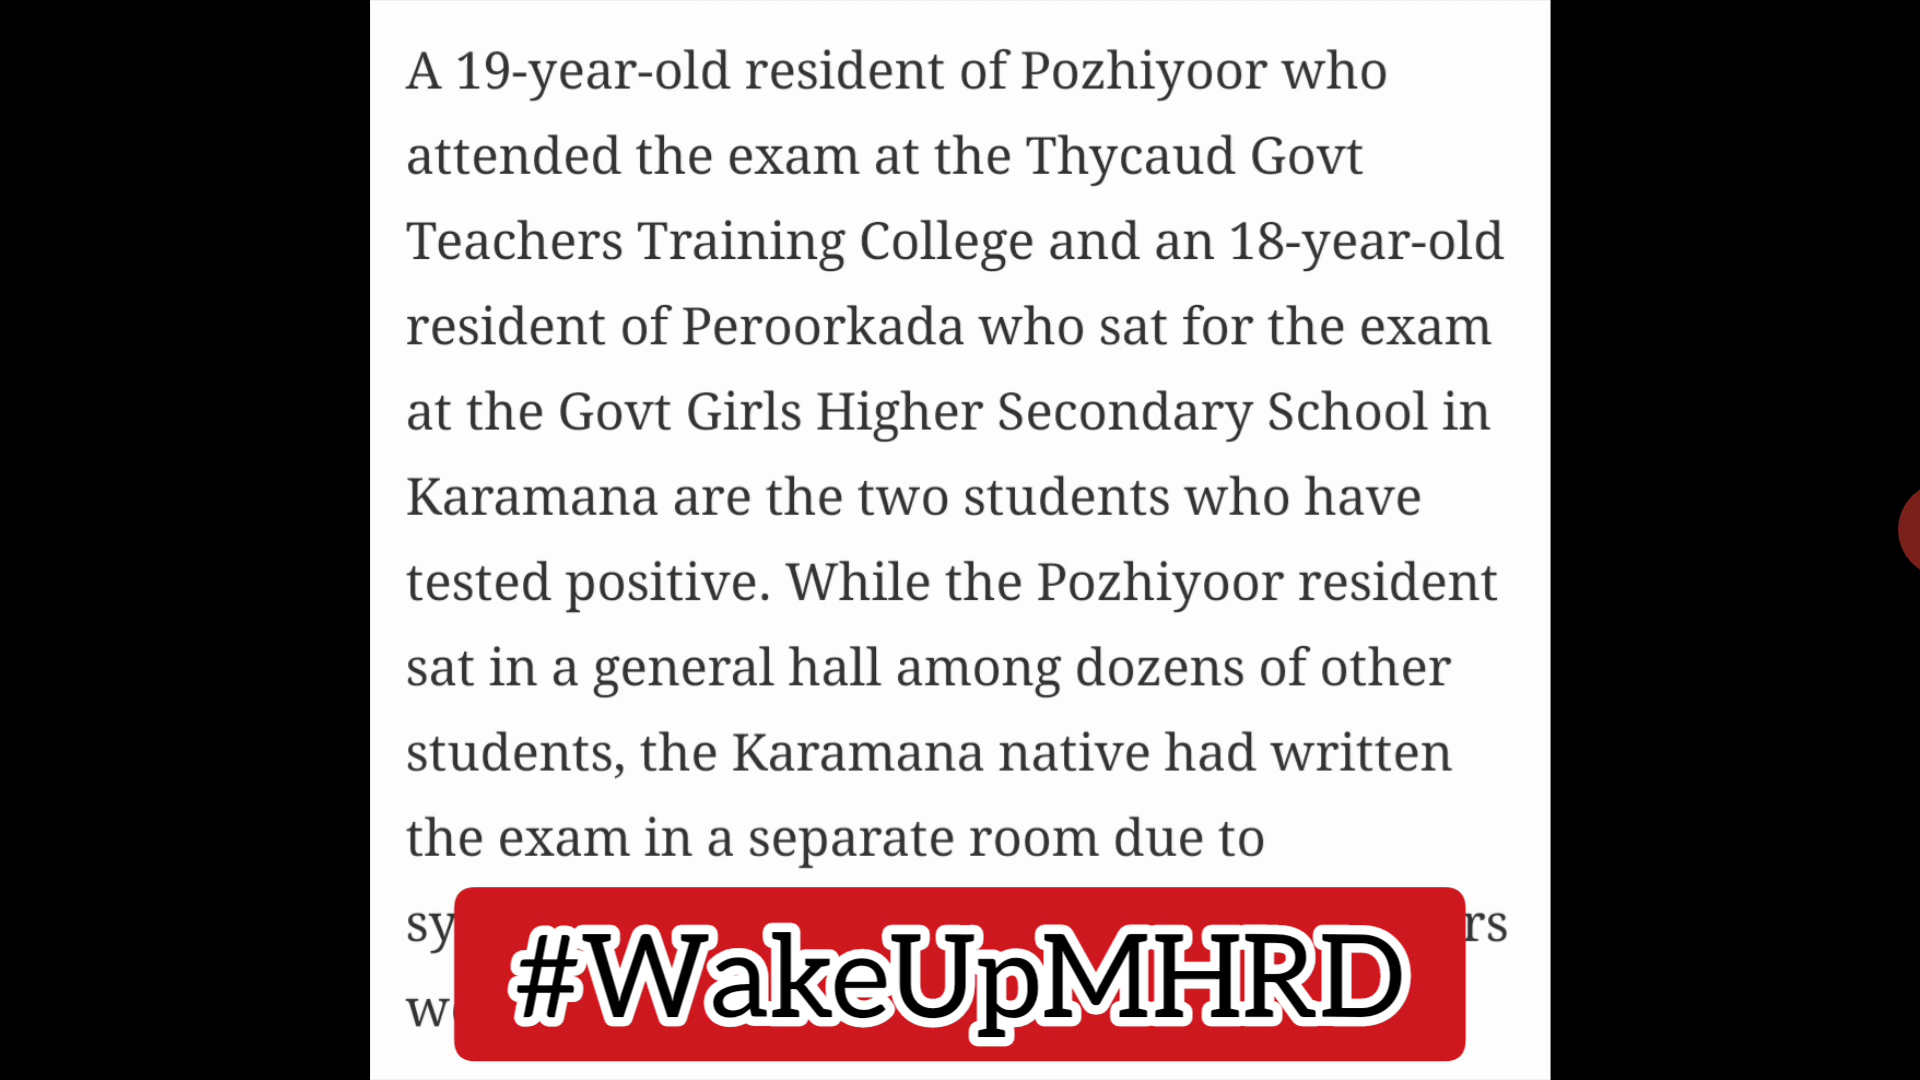 A 19-year-old resident of Pozhiyoor who
attended the exam at the Thycaud Govt
Teachers Training College and an 18-year-old
resident of Peroorkada who sat for the exam
at the Govt Girls Higher Secondary School in
Karamana are the two students who have
tested positive. While the Pozhiyoor resident
sat in a general hall among dozens of other
students, the Karamana native had written
the exam in a separate room due to
#WakeUpMHRD